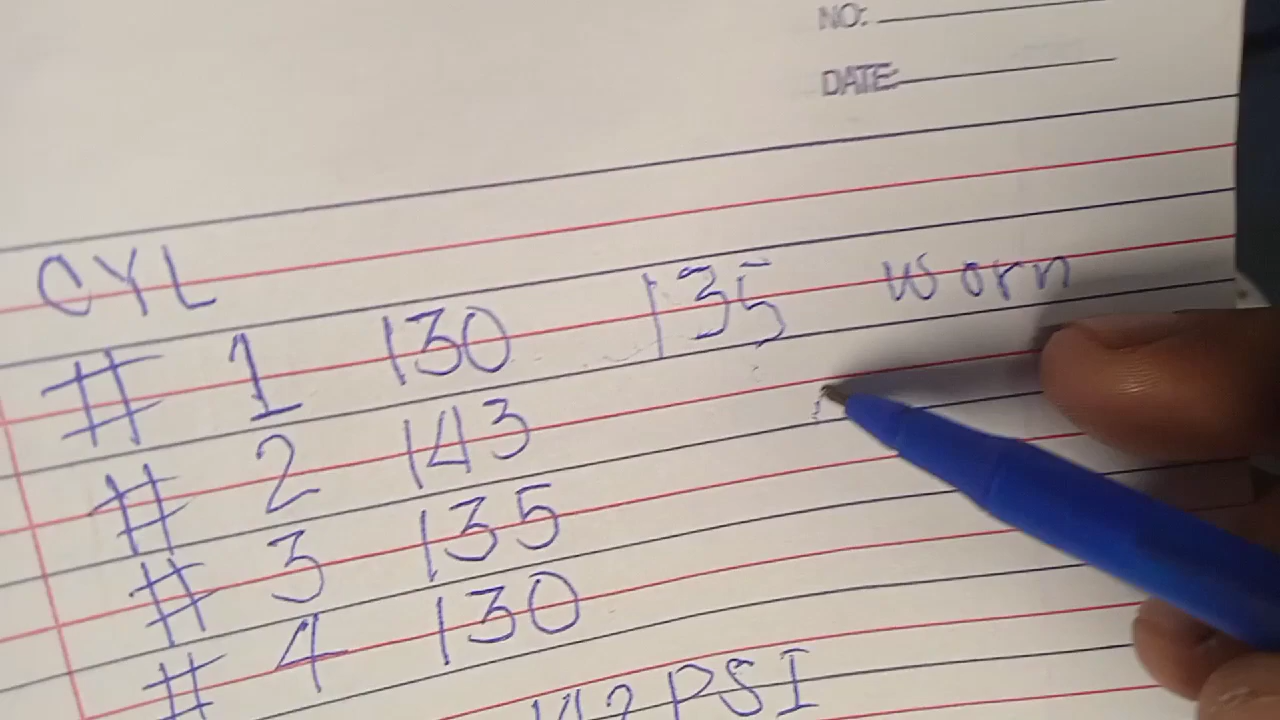 NO:
DATE:
CYL
# 1 130 135 worn
# 2 143
# 3 135
# 4 130
PSI